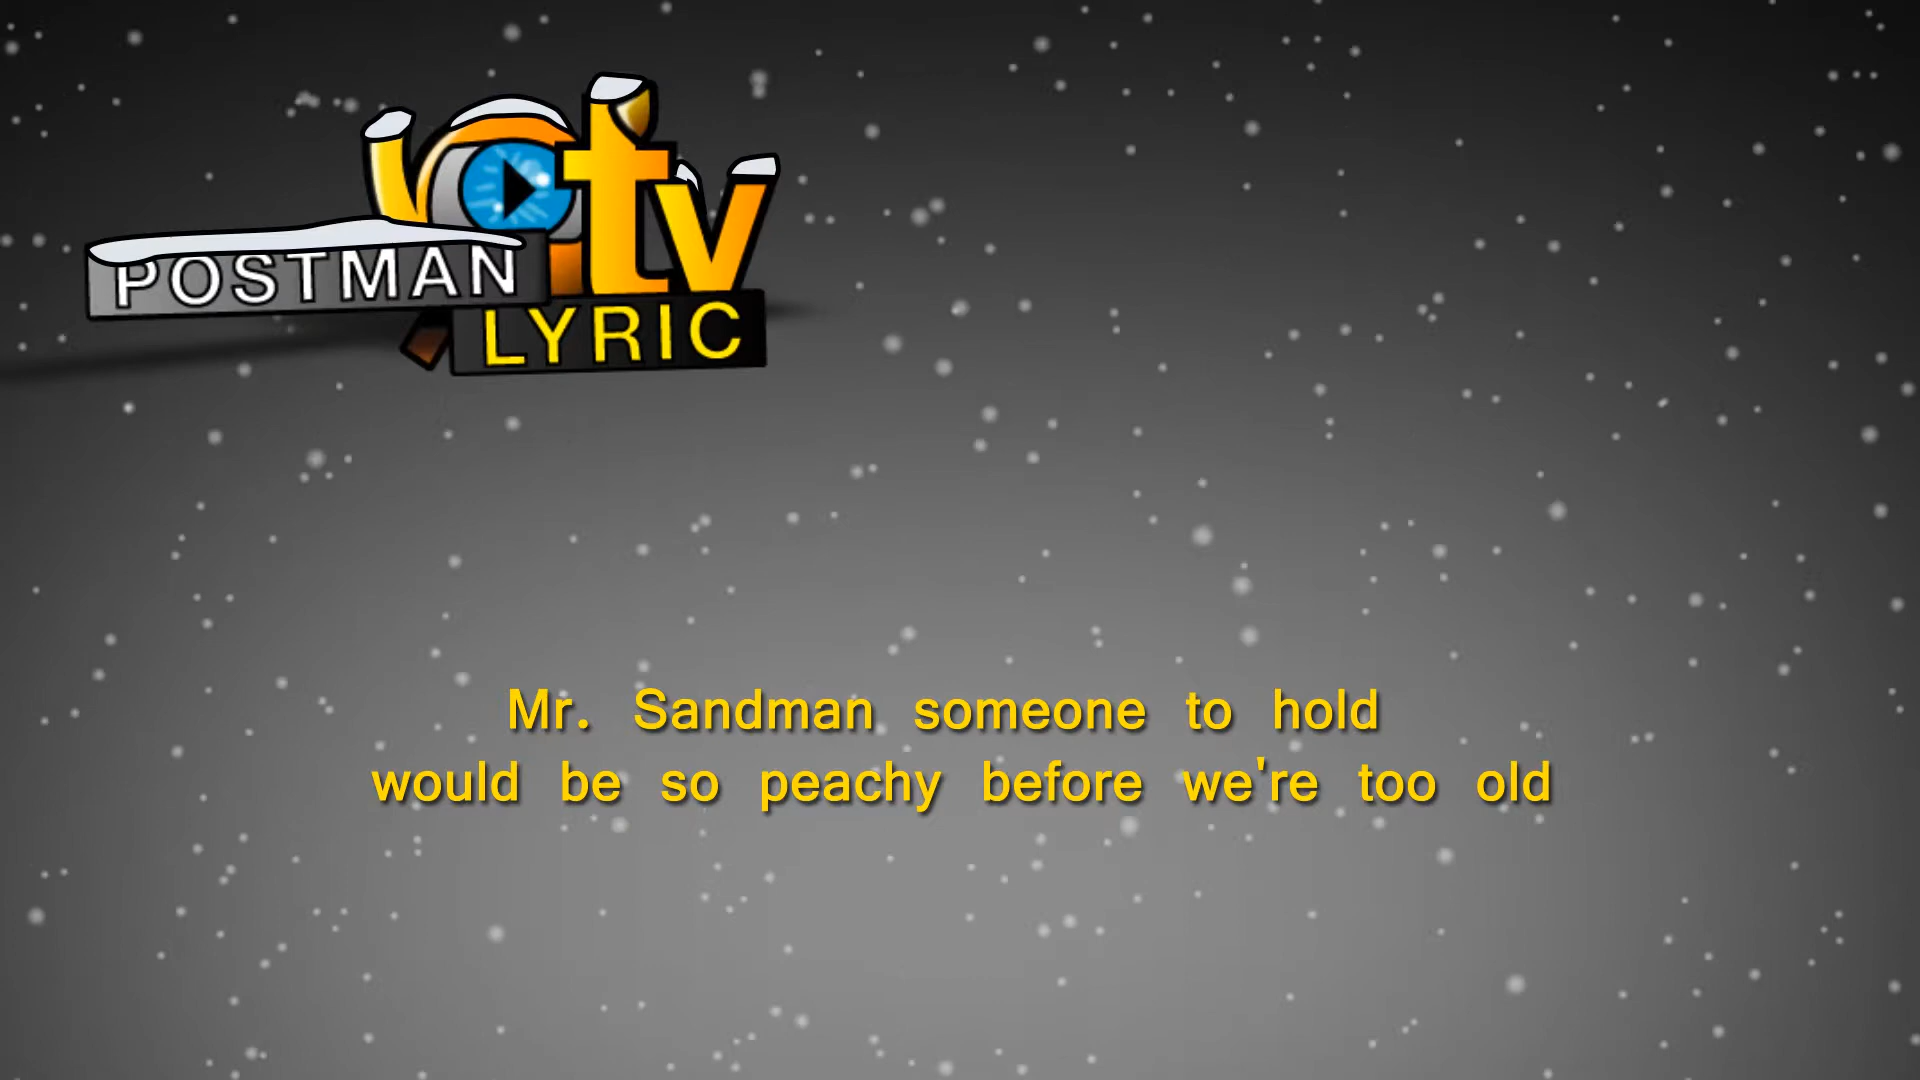 POSTMAN
tv
LYRIC
Mr. Sandman someone to hold
would be so peachy before we're too old